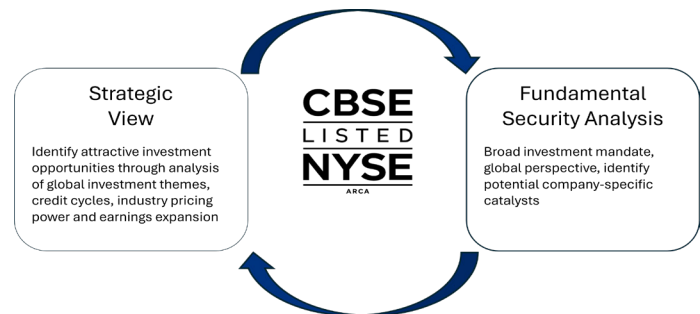 Strategic
View
Identify attractive investment
opportunities through analysis
of global investment themes,
credit cycles, industry pricing
power and earnings expansion
CBSE
LISTED
NYSE
ARCA
Fundamental
Security Analysis
Broad investment mandate,
global perspective, identify
potential company-specific
catalysts